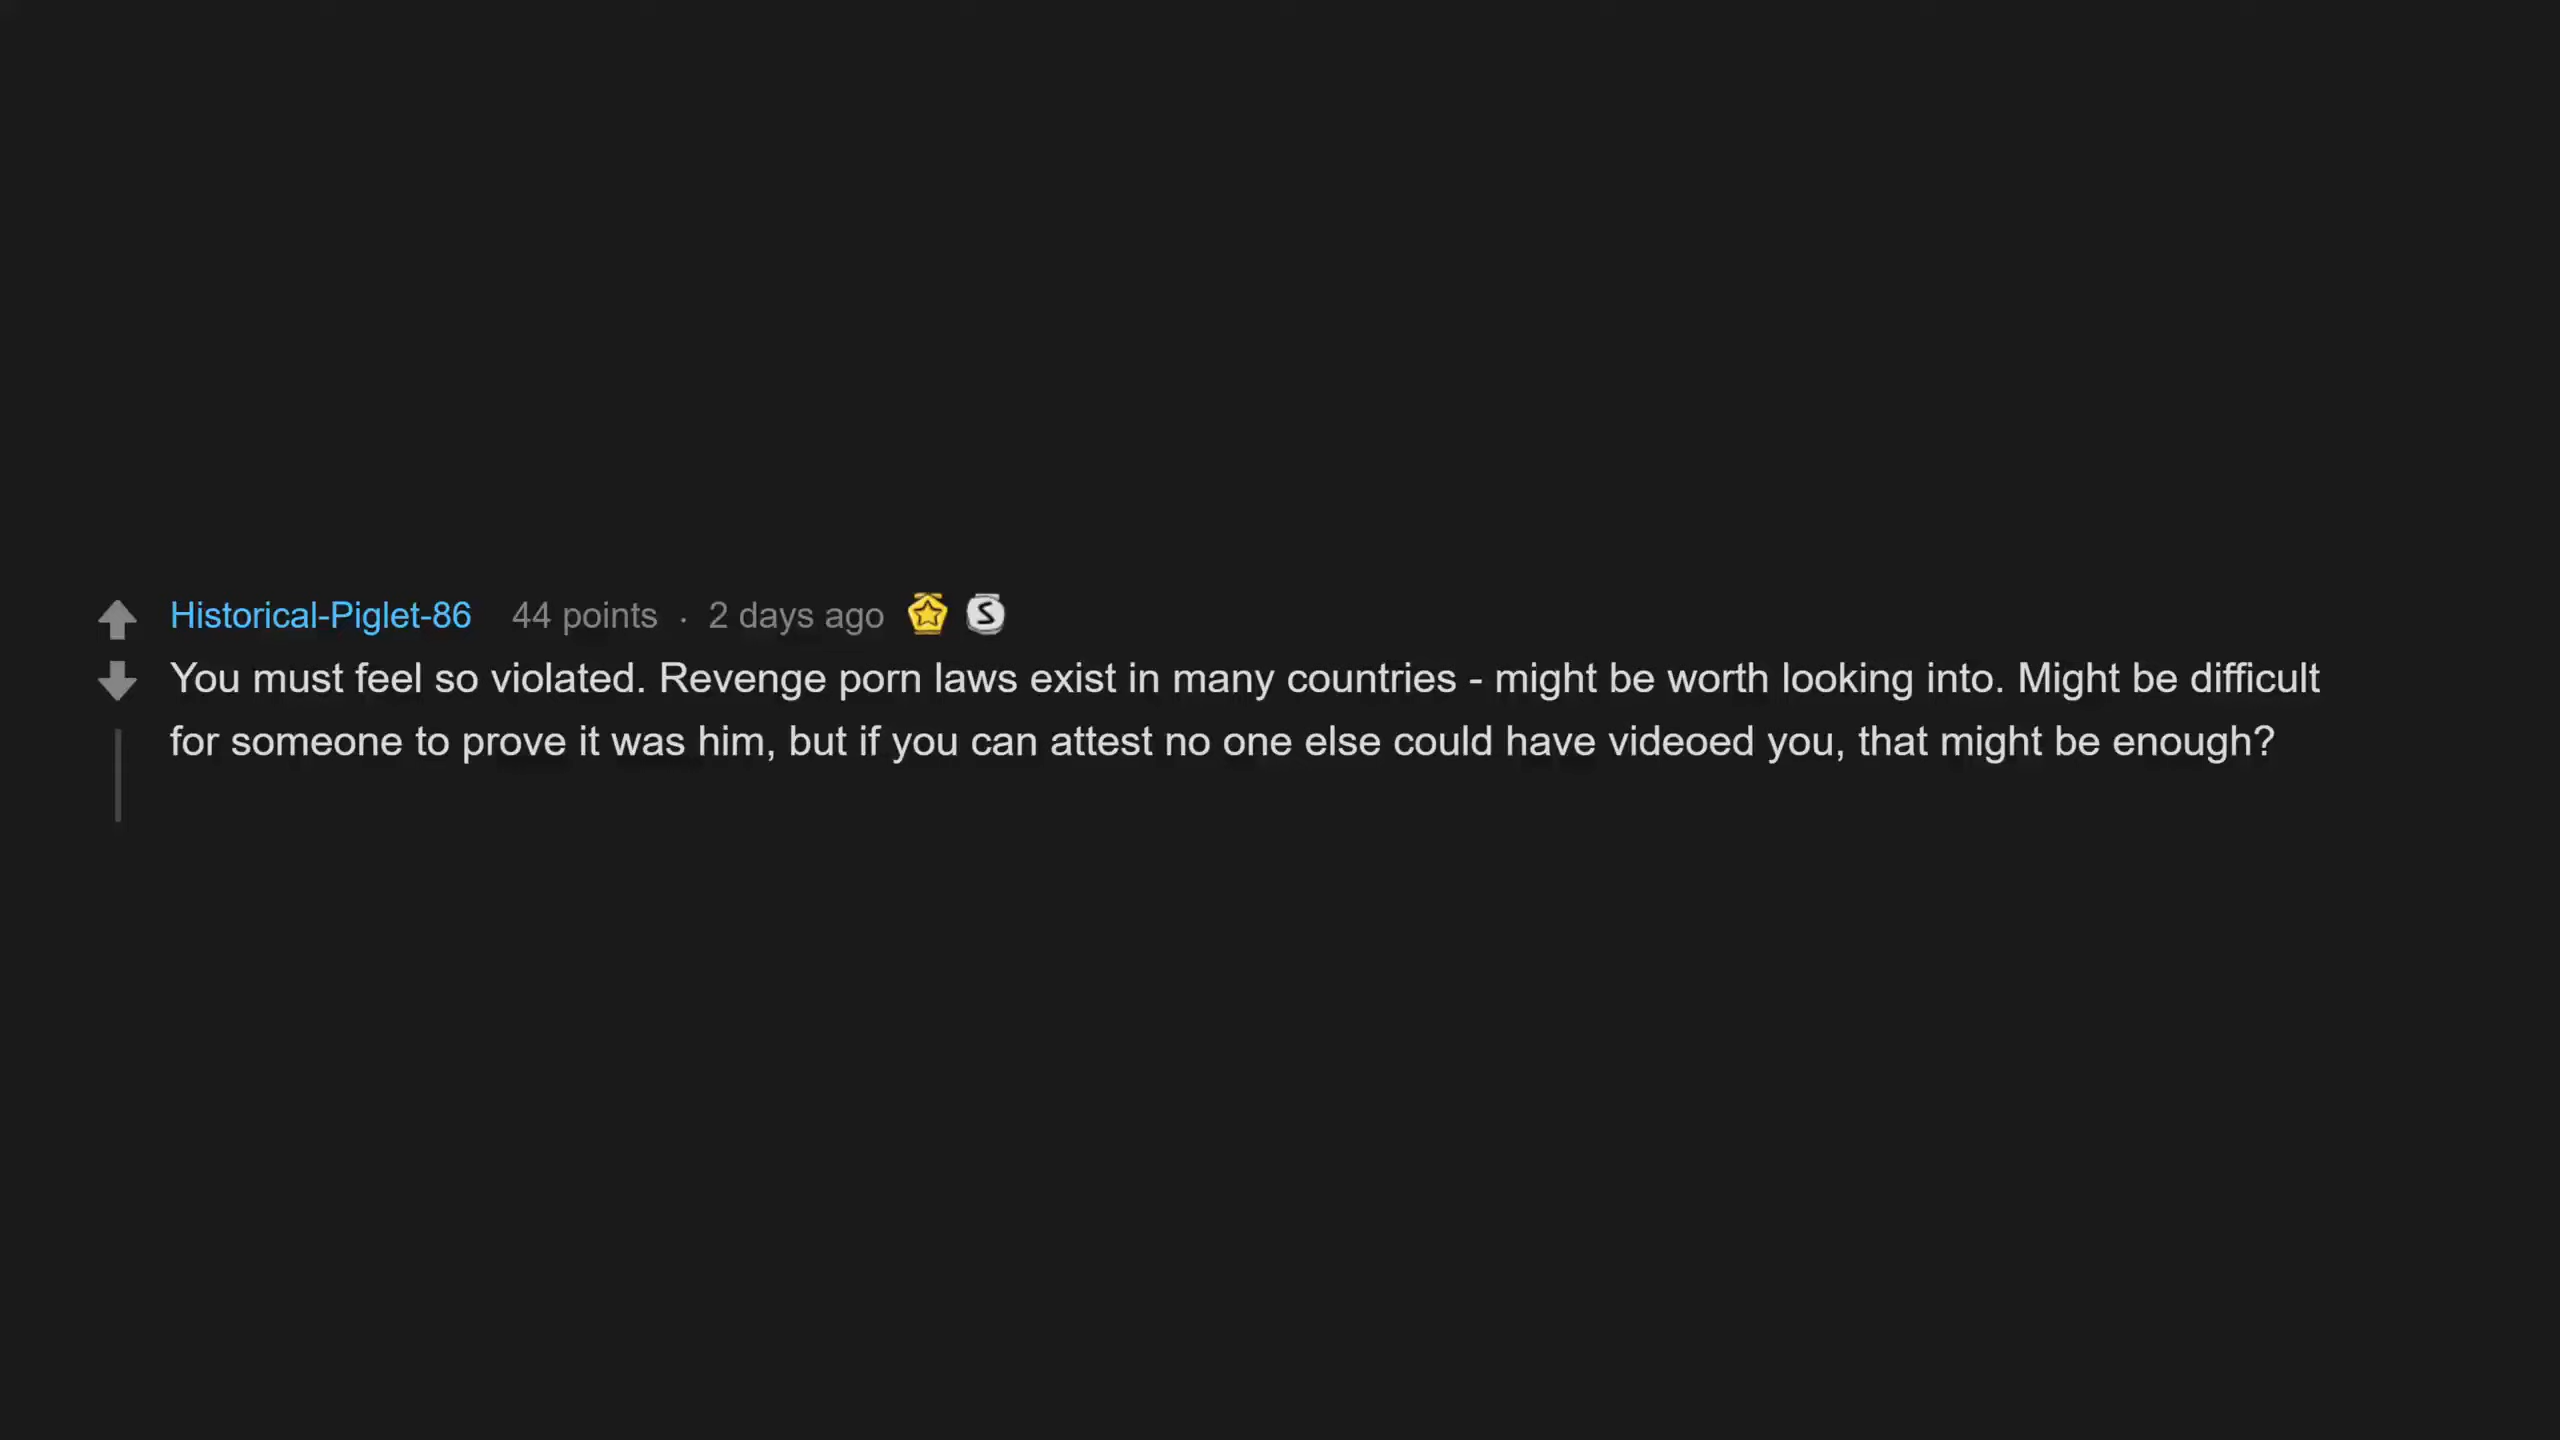 Historical-Piglet-86 44 points · 2 days ago
You must feel so violated. Revenge porn laws exist in many countries - might be worth looking into. Might be difficult
for someone to prove it was him, but if you can attest no one else could have videoed you, that might be enough?